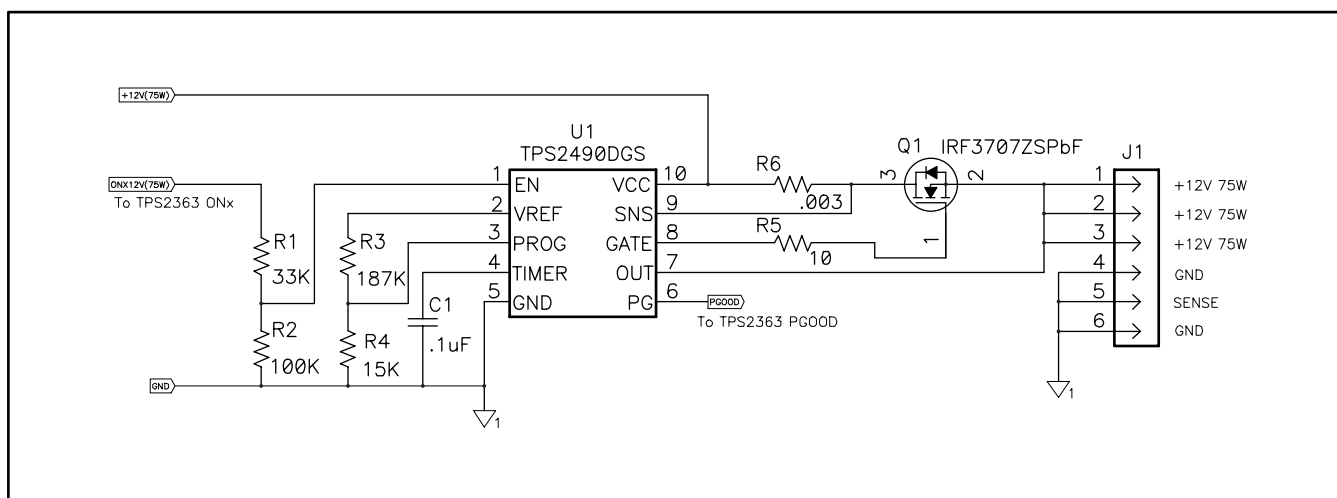 +12V(75W)
ONX12V(75W)
To TPS2363 ONx
R1
33K
R2
100K
R3
187K
R4
15K
C1
.1uF
GND
1
U1
TPS2490DGS
1 EN VCC 10
2 VREF SNS 9
3 PROG GATE 8
4 TIMER OUT 7
5 GND PG 6
R6
.003
R5
10
PGOOD
To TPS2363 PGOOD
Q1 IRF3707ZSPbF
3 2
1
J1
1 +12V 75W
2 +12V 75W
3 +12V 75W
4 GND
5 SENSE
6 GND
1